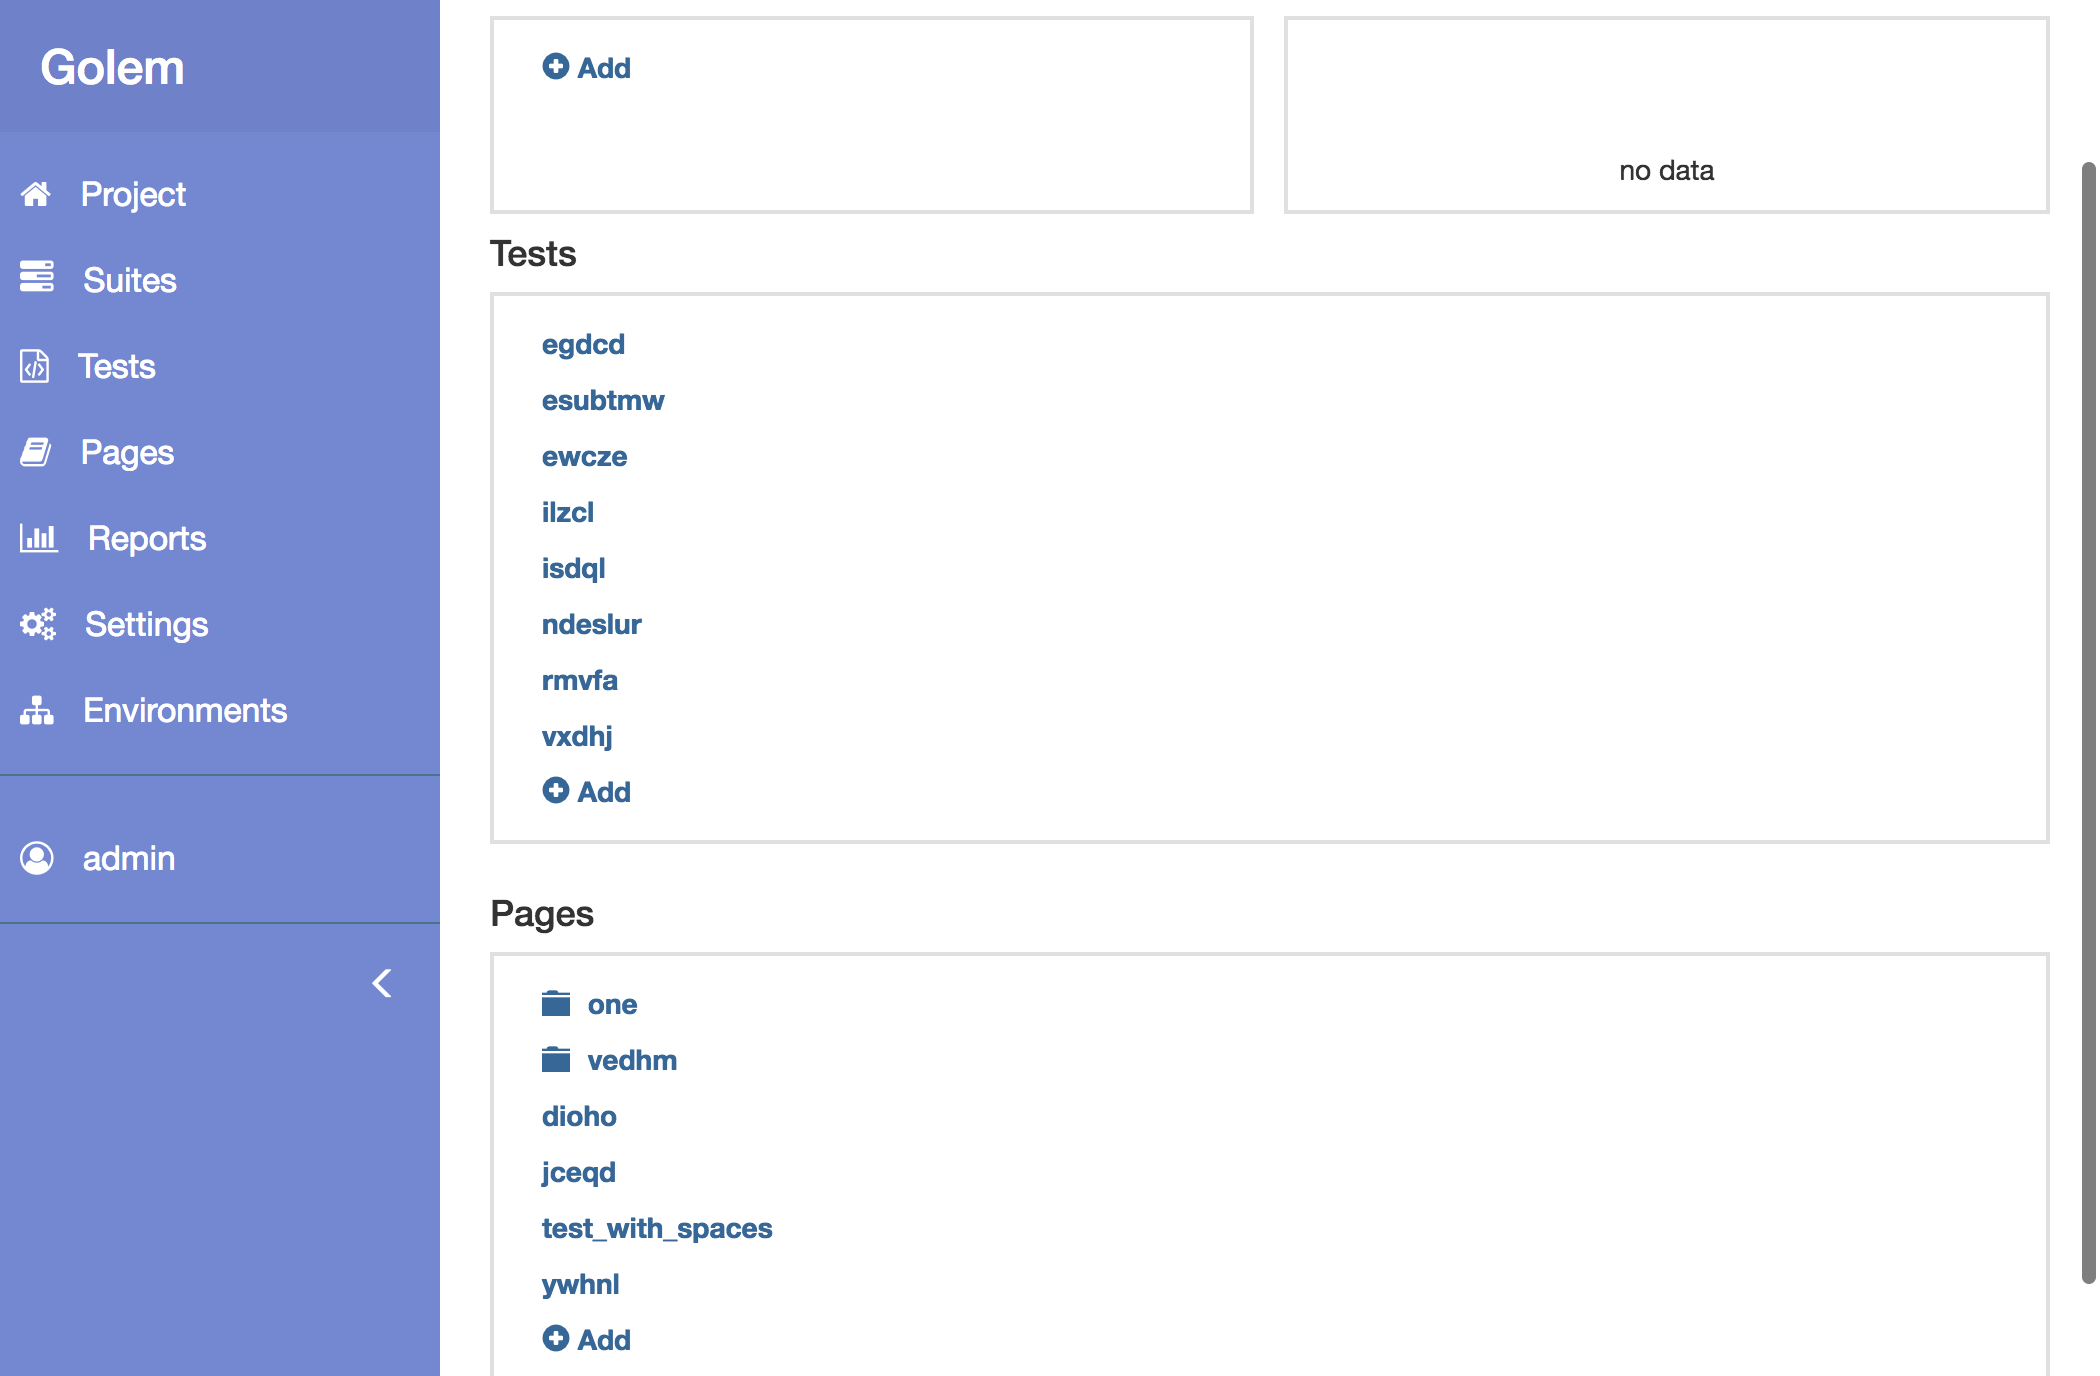 Golem
Project
Suites
Tests
Pages
Reports
Settings
Environments
admin
Add
no data
Tests
egdcd
esubtmw
ewcze
ilzcl
isdql
ndeslur
rmvfa
vxdhj
Add
Pages
one
vedhm
dioho
jceqd
test_with_spaces
ywhnl
Add